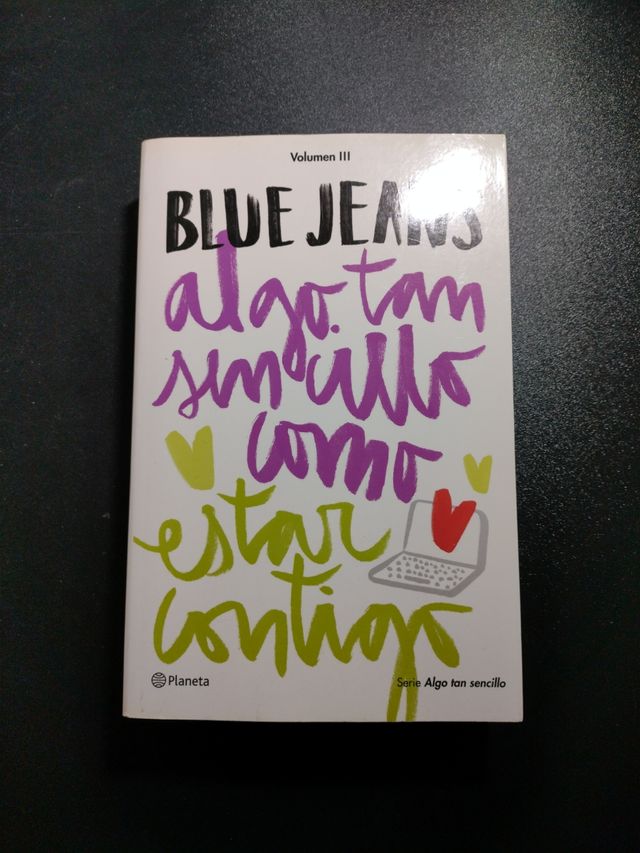 Volumen III
BLUE JEANS
algo tan
sencillo
como
estar
contigo
Planeta
Serie Algo tan sencillo